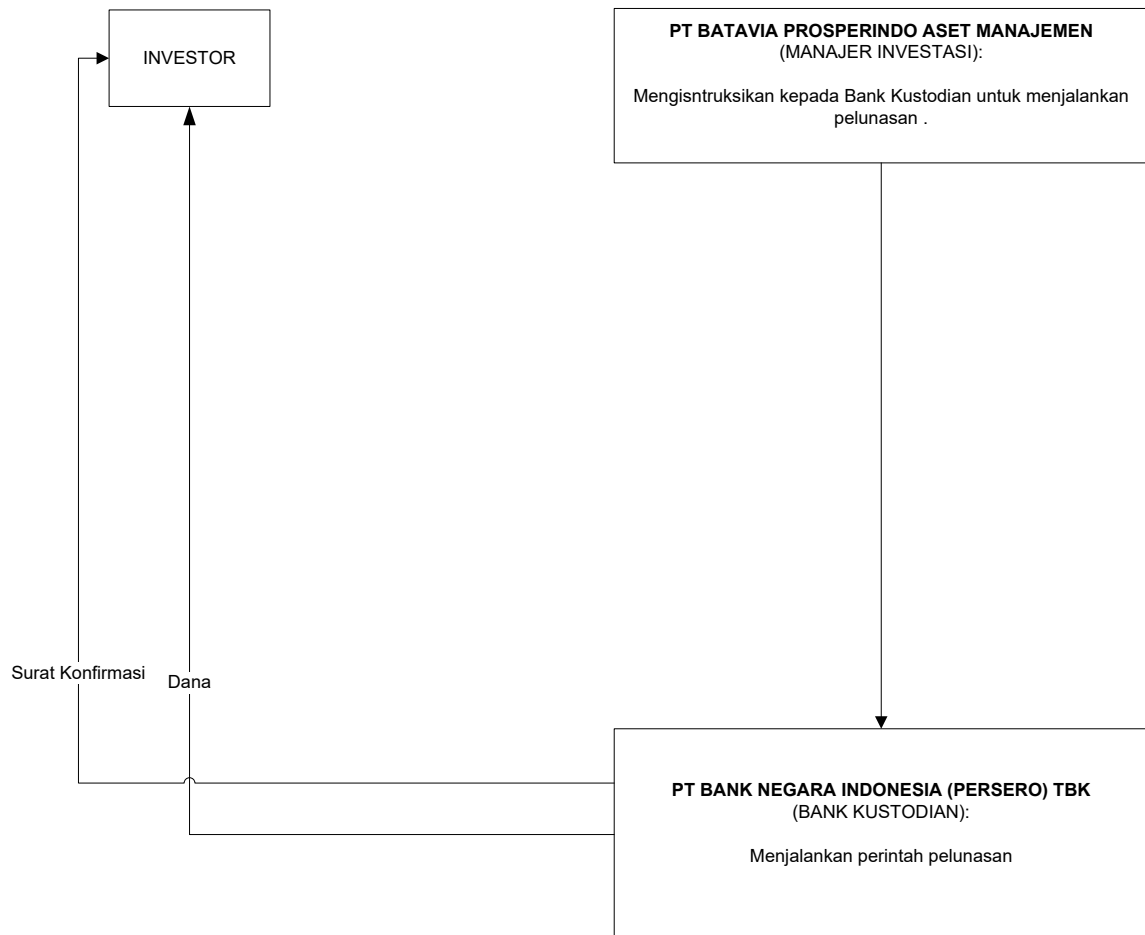 INVESTOR
PT BATAVIA PROSPERINDO ASET MANAJEMEN
(MANAJER INVESTASI):
Mengisntruksikan kepada Bank Kustodian untuk menjalankan
pelunasan .
Surat Konfirmasi
Dana
PT BANK NEGARA INDONESIA (PERSERO) TBK
(BANK KUSTODIAN):
Menjalankan perintah pelunasan